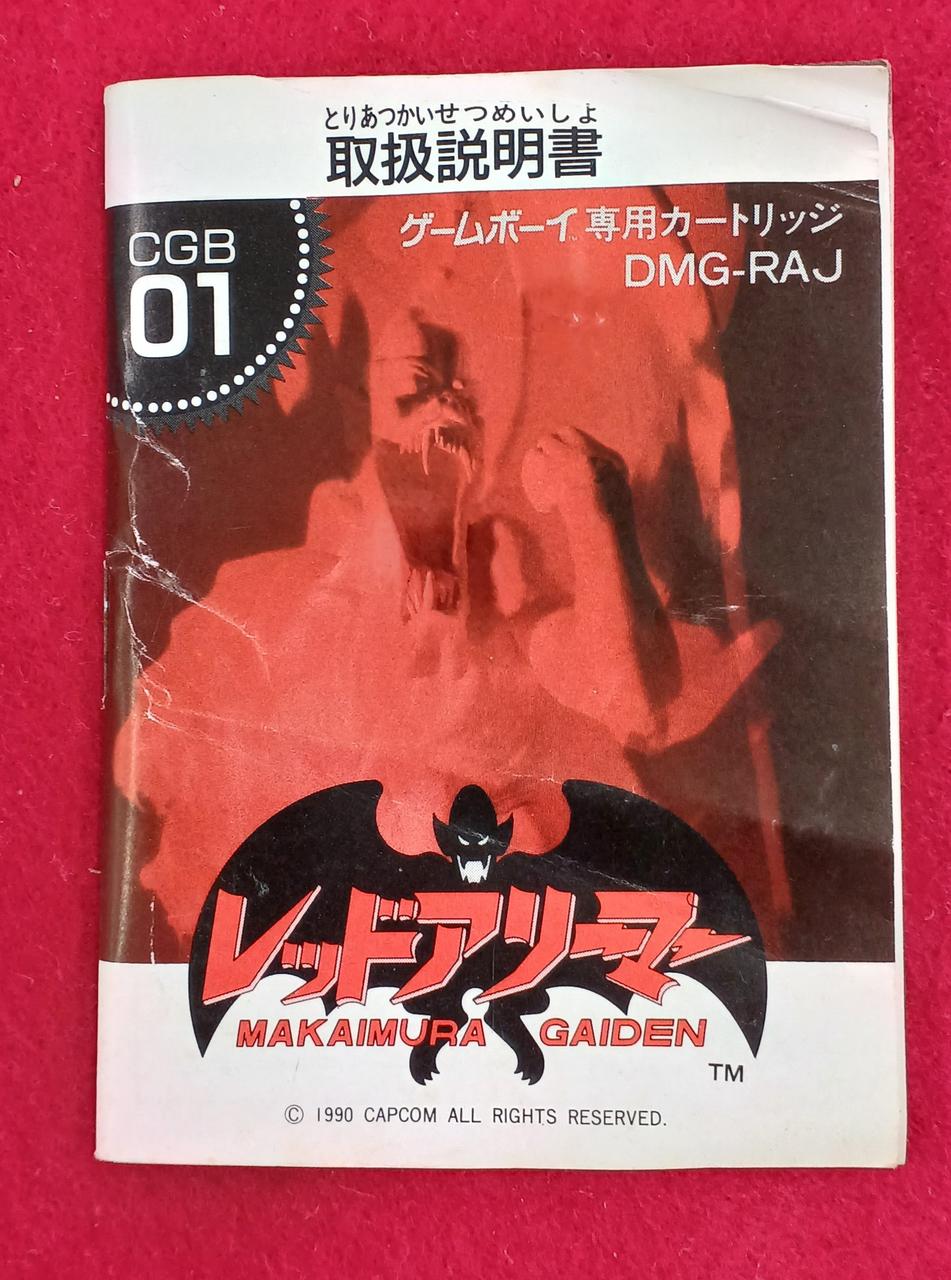 とりあつかいせつめいしょ
取扱説明書
CGB
01
ゲームボーイ™専用カートリッジ
DMG-RAJ
レッドアリーマー
MAKAIMURA GAIDEN
TM
© 1990 CAPCOM ALL RIGHTS RESERVED.